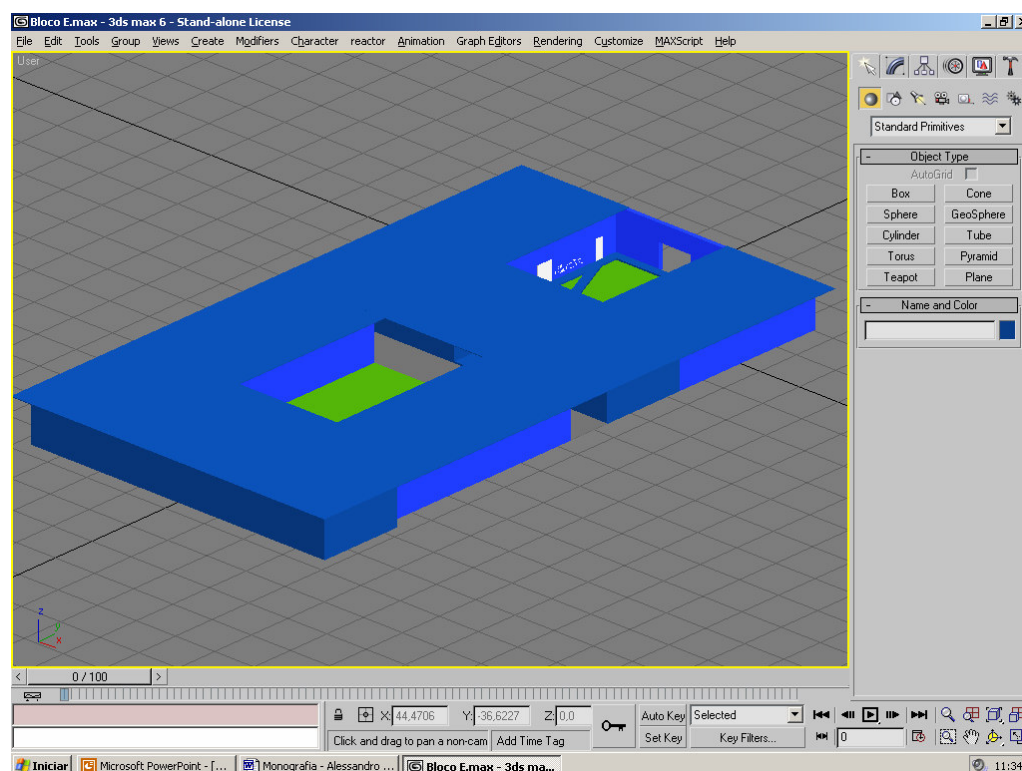 Bloco E.max - 3ds max 6 - Stand-alone License
File Edit Tools Group Views Create Modifiers Character reactor Animation Graph Editors Rendering Customize MAXScript Help
User
Standard Primitives
- Object Type
AutoGrid
Box Cone
Sphere GeoSphere
Cylinder Tube
Torus Pyramid
Teapot Plane
- Name and Color
z
y
x
< 0 / 100 >
X: 44,4706 Y: -36,6227 Z: 0,0 Auto Key Selected
Click and drag to pan a non-cam Add Time Tag Set Key Key Filters... 0
Iniciar Microsoft PowerPoint - [... Monografia - Alessandro ... Bloco E.max - 3ds ma... 11:34